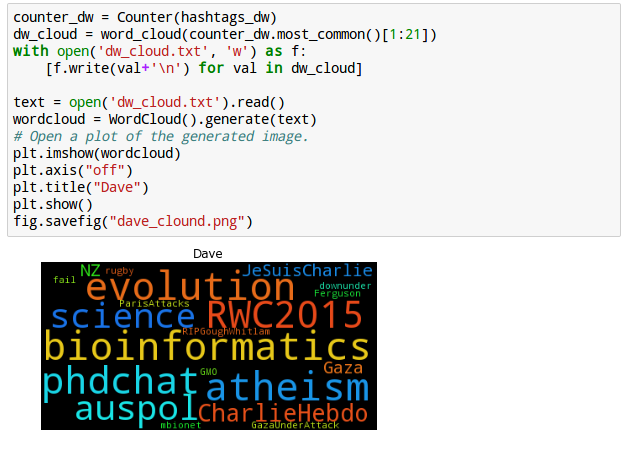 counter_dw = Counter(hashtags_dw)
dw_cloud = word_cloud(counter_dw.most_common()[1:21])
with open('dw_cloud.txt', 'w') as f:
    [f.write(val+'\n') for val in dw_cloud]
text = open('dw_cloud.txt').read()
wordcloud = WordCloud().generate(text)
# Open a plot of the generated image.
plt.imshow(wordcloud)
plt.axis("off")
plt.title("Dave")
plt.show()
fig.savefig("dave_clound.png")
Dave
NZ rugby JeSuisCharlie
fail evolution downunder
Ferguson
ParisAttacks
science RWC2015
RIPGoughWhitlam
bioinformatics
Gaza
phdchat GMO atheism
auspol CharlieHebdo
mbionet GazaUnderAttack